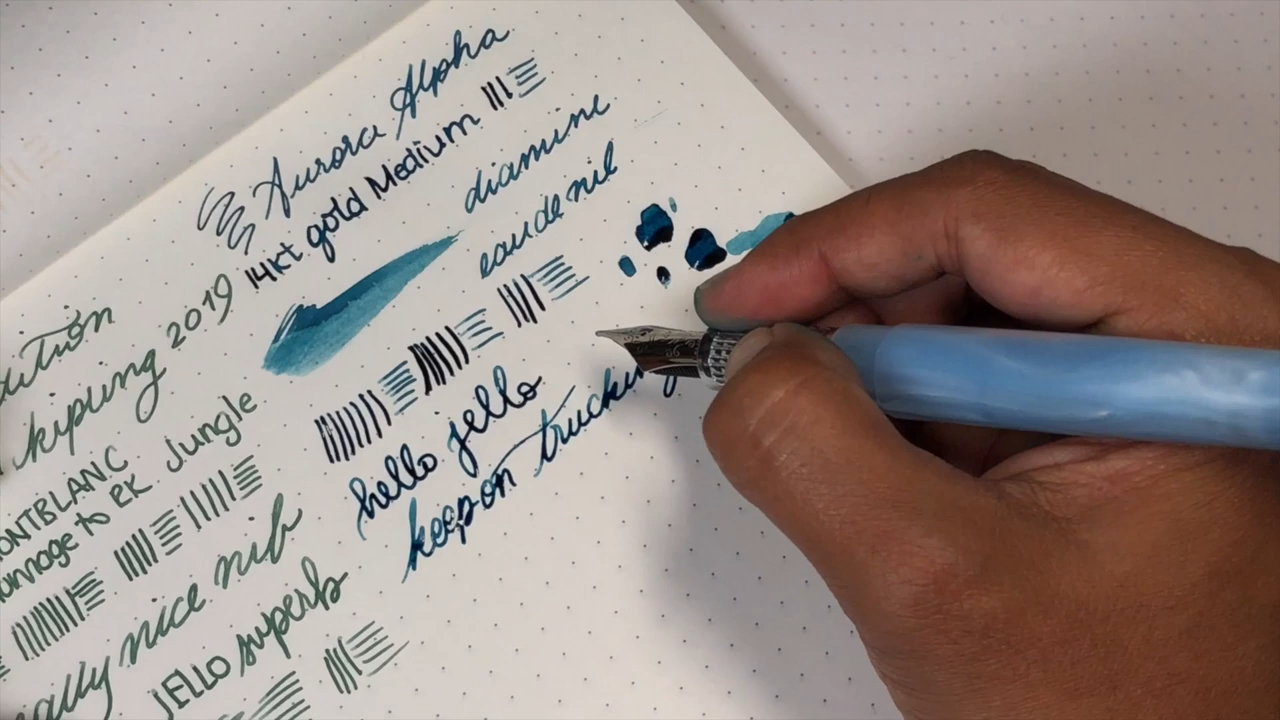 Aurora Alpha
14kt gold Medium
diamine
eau de nil
hello jello
keep on
kipling 2019
MONTBLANC
to RK Jungle
nice nib
JELLO superb